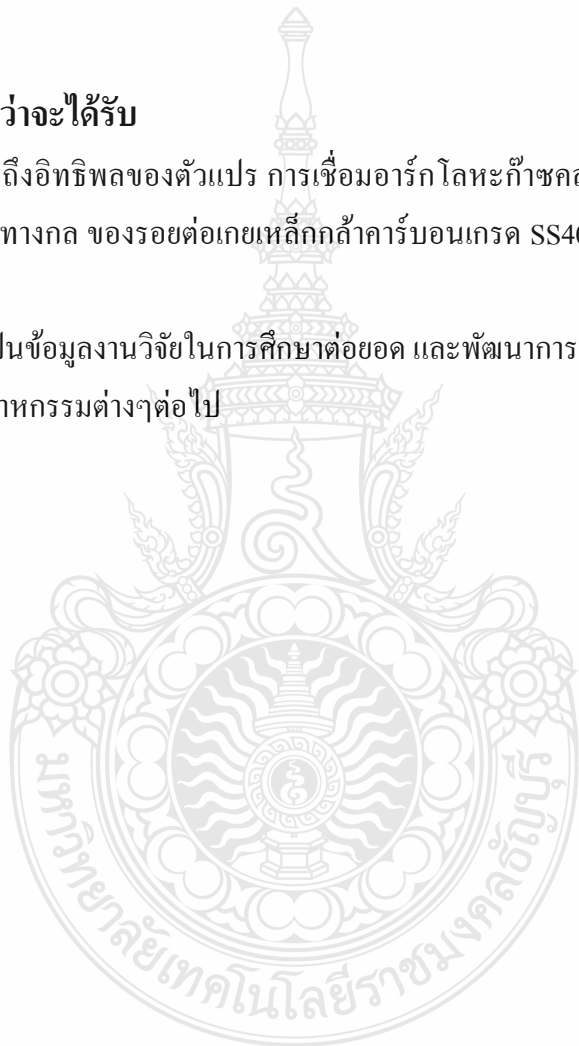 ว่าจะได้รับ
ถึงอิทธิพลของตัวแปร การเชื่อมอาร์กโลหะก๊าซคล
ทางกล ของรอยต่อเกยเหล็กกล้าคาร์บอนเกรด SS40
ป็นข้อมูลงานวิจัยในการศึกษาต่อยอด และพัฒนาการ
าหกรรมต่างๆต่อไป
มหาวิทยาลัยเทคโนโลยีราชมงคลธัญบุรี